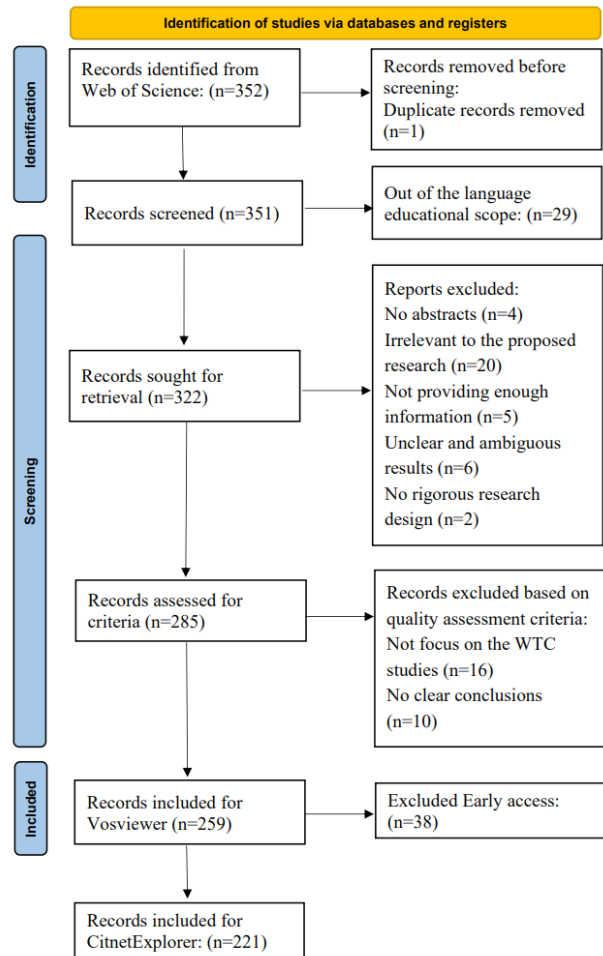 Identification of studies via databases and registers
Identification
Records identified from
Web of Science: (n=352)
Records removed before
screening:
Duplicate records removed
(n=1)
Records screened (n=351)
Out of the language
educational scope: (n=29)
Screening
Records sought for
retrieval (n=322)
Reports excluded:
No abstracts (n=4)
Irrelevant to the proposed
research (n=20)
Not providing enough
information (n=5)
Unclear and ambiguous
results (n=6)
No rigorous research
design (n=2)
Records assessed for
criteria (n=285)
Records excluded based on
quality assessment criteria:
Not focus on the WTC
studies (n=16)
No clear conclusions
(n=10)
Included
Records included for
Vosviewer (n=259)
Excluded Early access:
(n=38)
Records included for
CitnetExplorer: (n=221)